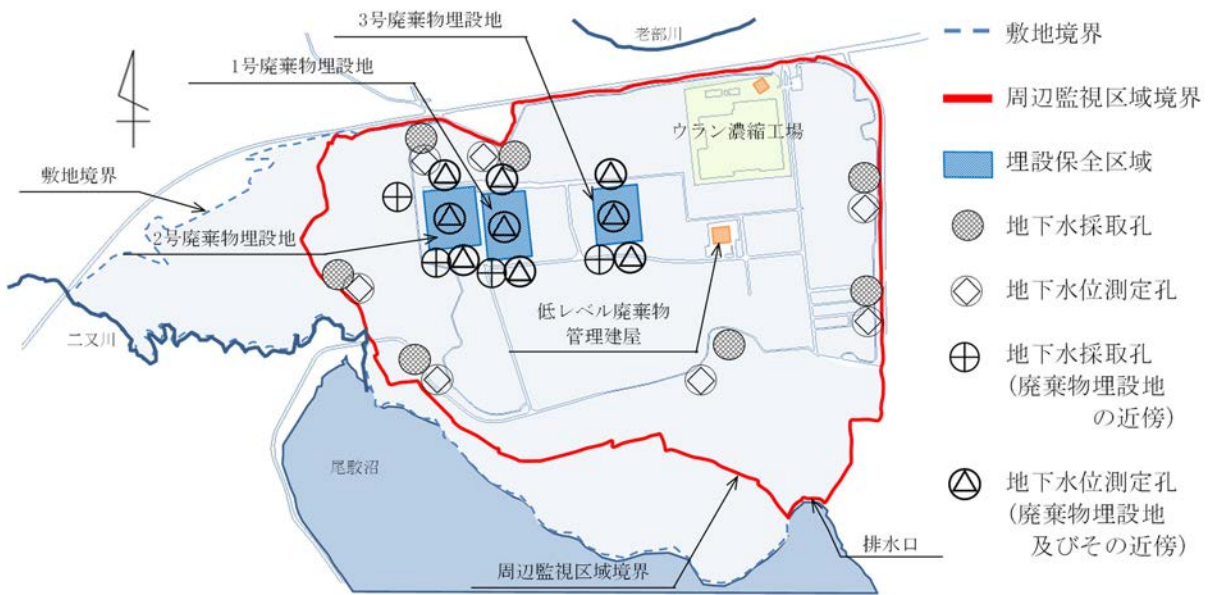 3号廃棄物埋設地
老部川
1号廃棄物埋設地
ウラン濃縮工場
敷地境界
2号廃棄物埋設地
低レベル廃棄物
管理建屋
二又川
尾駮沼
周辺監視区域境界
排水口
敷地境界
周辺監視区域境界
埋設保全区域
地下水採取孔
地下水位測定孔
地下水採取孔
(廃棄物埋設地
の近傍)
地下水位測定孔
(廃棄物埋設地
及びその近傍)